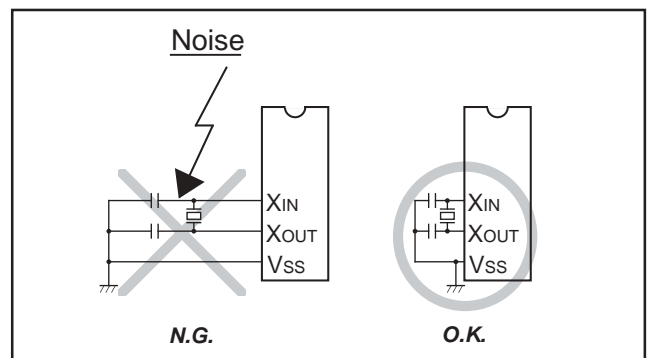 Noise
XIN
XOUT
VSS
N.G.
XIN
XOUT
VSS
O.K.